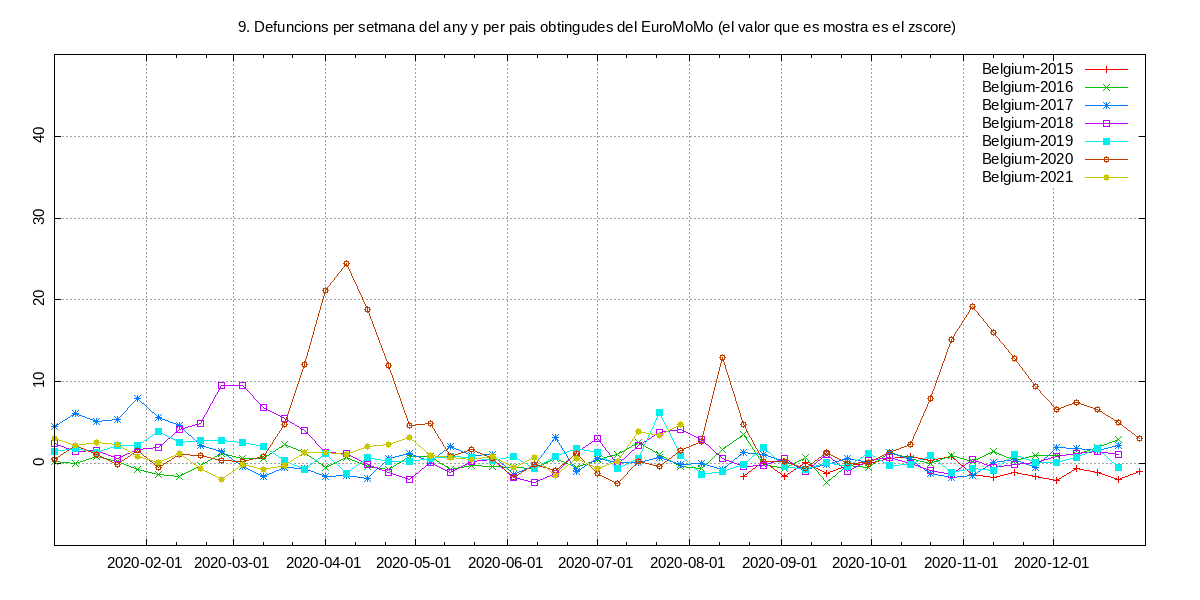 9. Defuncions per setmana del any y per pais obtingudes del EuroMoMo (el valor que es mostra es el zscore)
Belgium-2015
Belgium-2016
Belgium-2017
Belgium-2018
Belgium-2019
Belgium-2020
Belgium-2021
40
30
20
10
0
2020-02-01 2020-03-01 2020-04-01 2020-05-01 2020-06-01 2020-07-01 2020-08-01 2020-09-01 2020-10-01 2020-11-01 2020-12-01